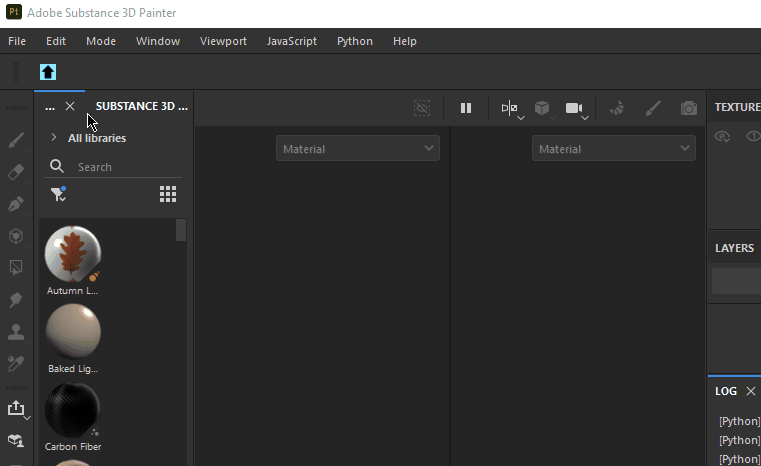 Pt Adobe Substance 3D Painter
File Edit Mode Window Viewport JavaScript Python Help
... SUBSTANCE 3D ...
All libraries
Search
Autumn L...
Baked Lig...
Carbon Fiber
Material Material
TEXTURE
LAYERS
LOG
[Python]
[Python]
[Python]